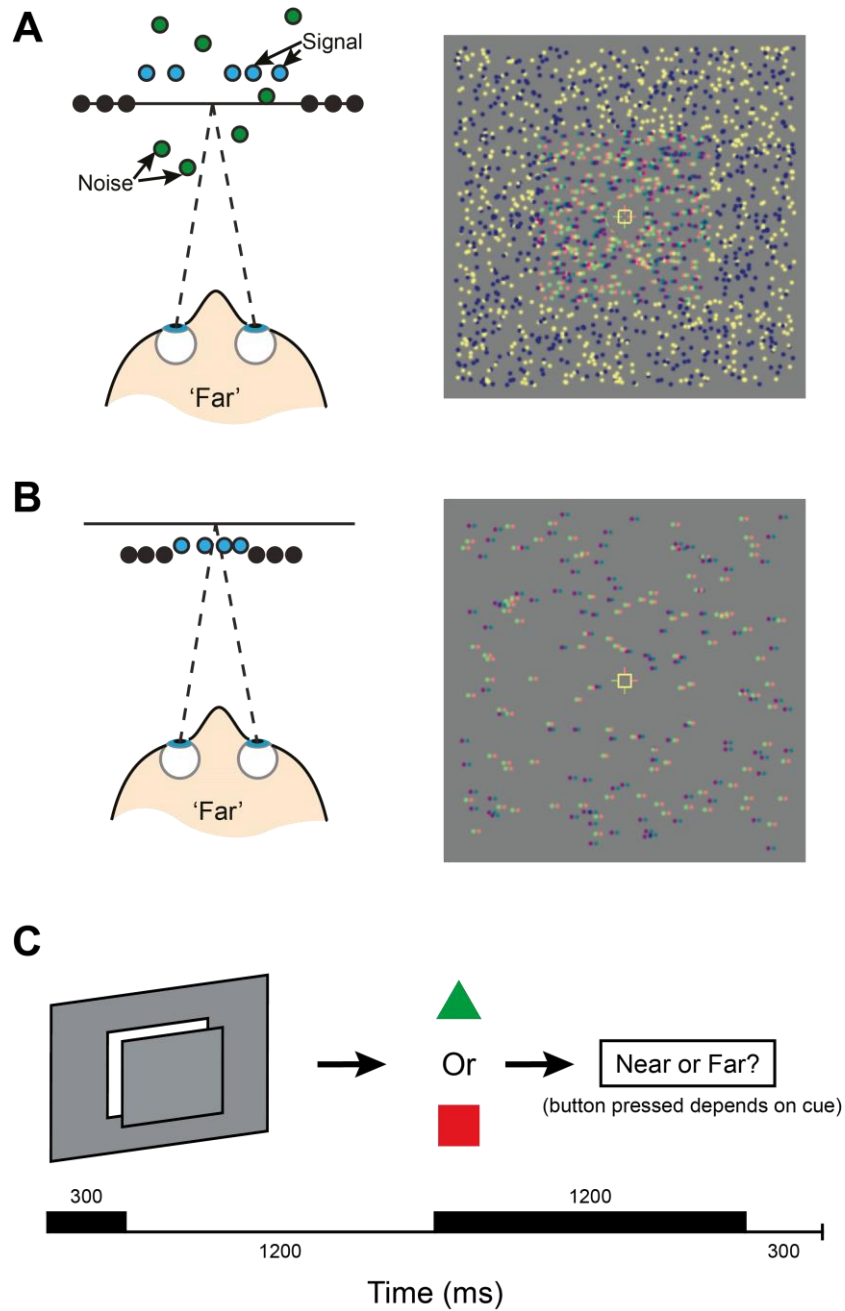 A
Signal
Noise
'Far'
B
'Far'
C
Or
Near or Far?
(button pressed depends on cue)
300
1200
1200
300
Time (ms)